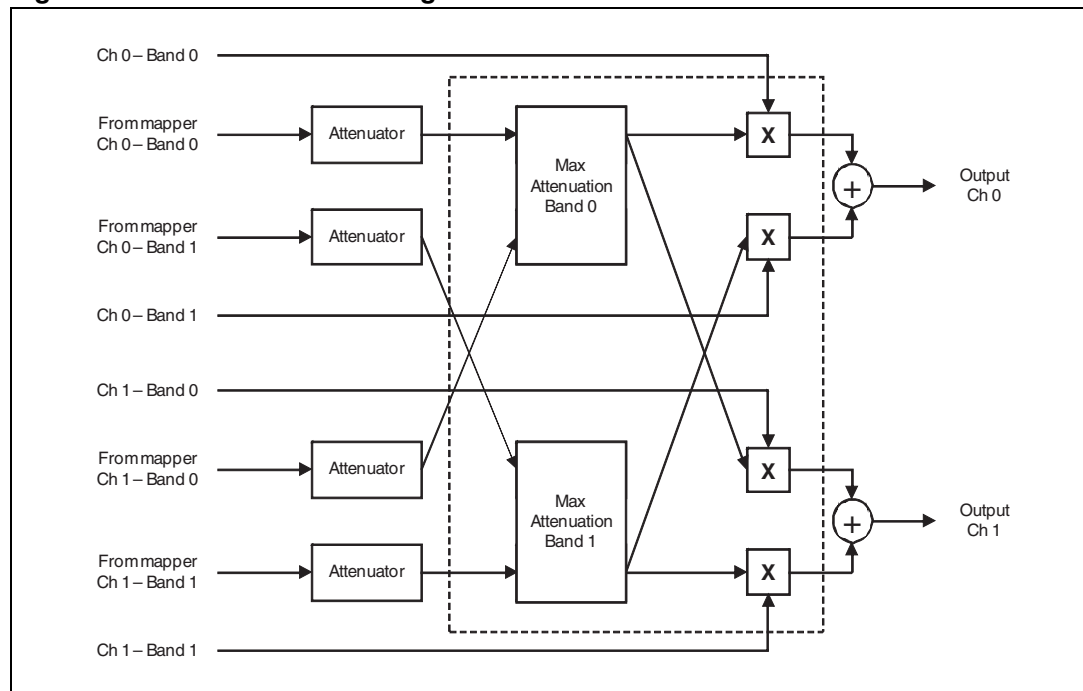 Ch 0 – Band 0
From mapper
Ch 0 – Band 0
Attenuator
Max
Attenuation
Band 0
X
+
Output
Ch 0
From mapper
Ch 0 – Band 1
Attenuator
X
Ch 0 – Band 1
Ch 1 – Band 0
From mapper
Ch 1 – Band 0
Attenuator
Max
Attenuation
Band 1
X
+
Output
Ch 1
From mapper
Ch 1 – Band 1
Attenuator
X
Ch 1 – Band 1